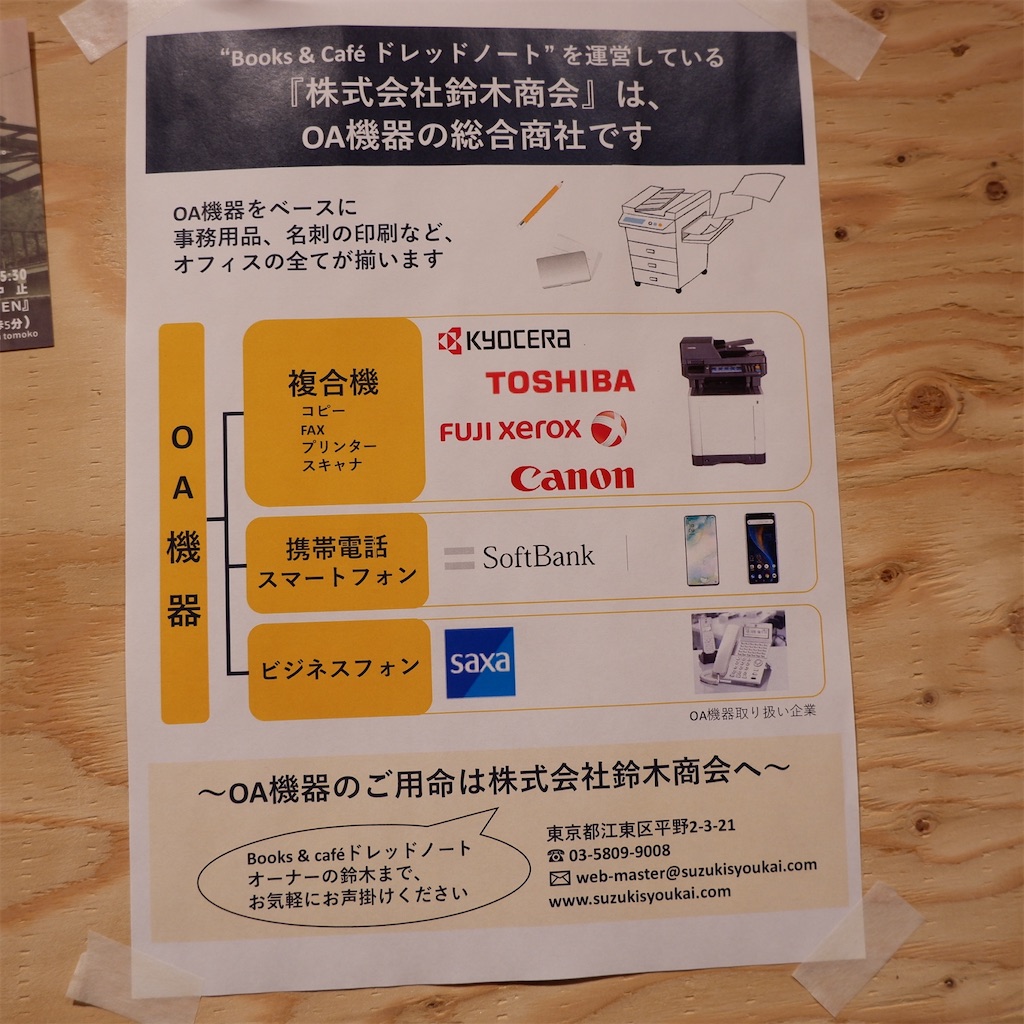 “Books & Café ドレッドノート” を運営している
『株式会社鈴木商会』は、
OA機器の総合商社です
OA機器をベースに
事務用品、名刺の印刷など、
オフィスの全てが揃います
OA機器
複合機
コピー
FAX
プリンター
スキャナ
KYOCERA
TOSHIBA
FUJI xerox
Canon
携帯電話
スマートフォン
SoftBank
ビジネスフォン
saxa
OA機器取り扱い企業
～OA機器のご用命は株式会社鈴木商会へ～
Books & caféドレッドノート
オーナーの鈴木まで、
お気軽にお声掛けください
東京都江東区平野2-3-21
☎ 03-5809-9008
✉ web-master@suzukisyoukai.com
www.suzukisyoukai.com
5:30
中 止
EN』
歩5分）
tomoko